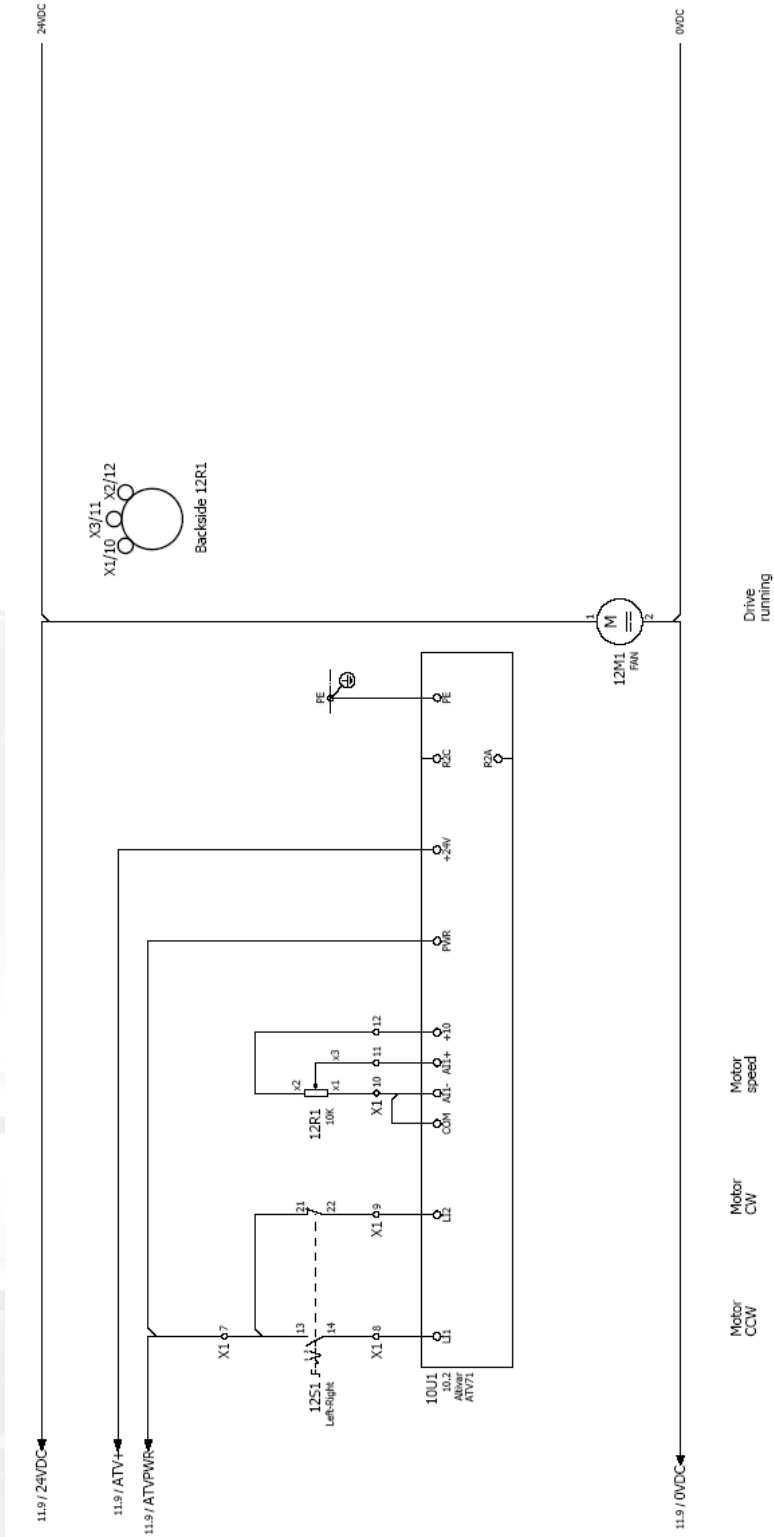 11.9 / 24VDC
24VDC
11.9 / ATV+
11.9 / ATVPWR
X1/10
X3/11
X2/12
Backside 12R1
X1
7
12S1
Left-Right
13
14
21
22
X1
8
X1
9
12R1
10K
x2
x1
x3
X1
10
11
12
PE
10U1
10.2
Altivar
ATV71
LI1
LI2
COM
AI1-
AI1+
+10
PWR
+24V
R2C
R2A
PE
12M1
FAN
M
1
2
11.9 / 0VDC
0VDC
Motor
CCW
Motor
CW
Motor
speed
Drive
running